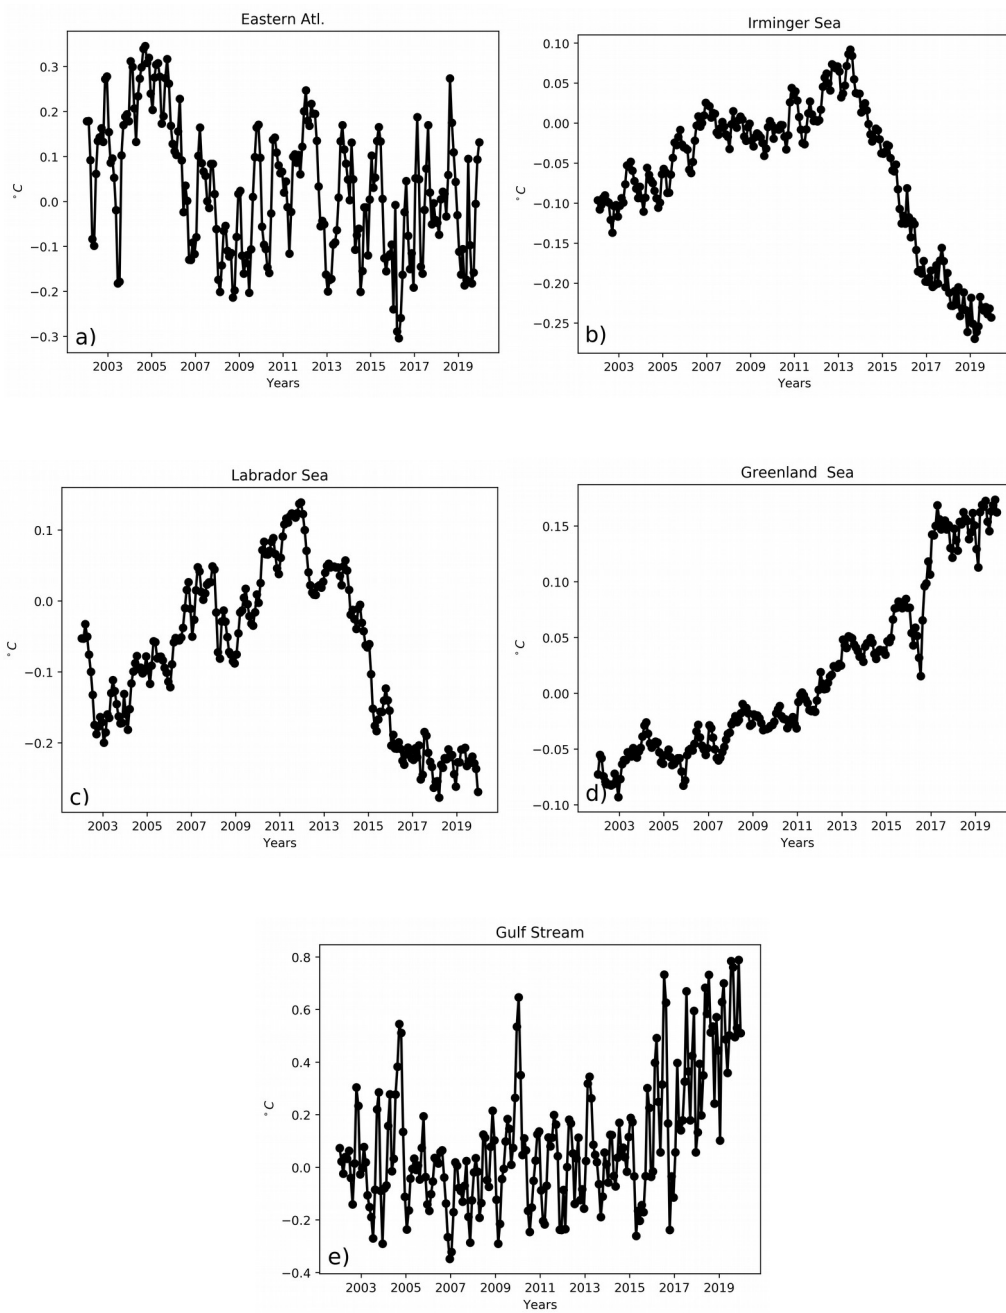 Eastern Atl.
0.3
0.2
0.1
0.0
−0.1
−0.2
−0.3
°C
a)
2003 2005 2007 2009 2011 2013 2015 2017 2019
Years
Irminger Sea
0.10
0.05
0.00
−0.05
−0.10
−0.15
−0.20
−0.25
°C
b)
2003 2005 2007 2009 2011 2013 2015 2017 2019
Years
Labrador Sea
0.1
0.0
−0.1
−0.2
°C
c)
2003 2005 2007 2009 2011 2013 2015 2017 2019
Years
Greenland  Sea
0.15
0.10
0.05
0.00
−0.05
−0.10
°C
d)
2003 2005 2007 2009 2011 2013 2015 2017 2019
Years
Gulf Stream
0.8
0.6
0.4
0.2
0.0
−0.2
−0.4
°C
e)
2003 2005 2007 2009 2011 2013 2015 2017 2019
Years